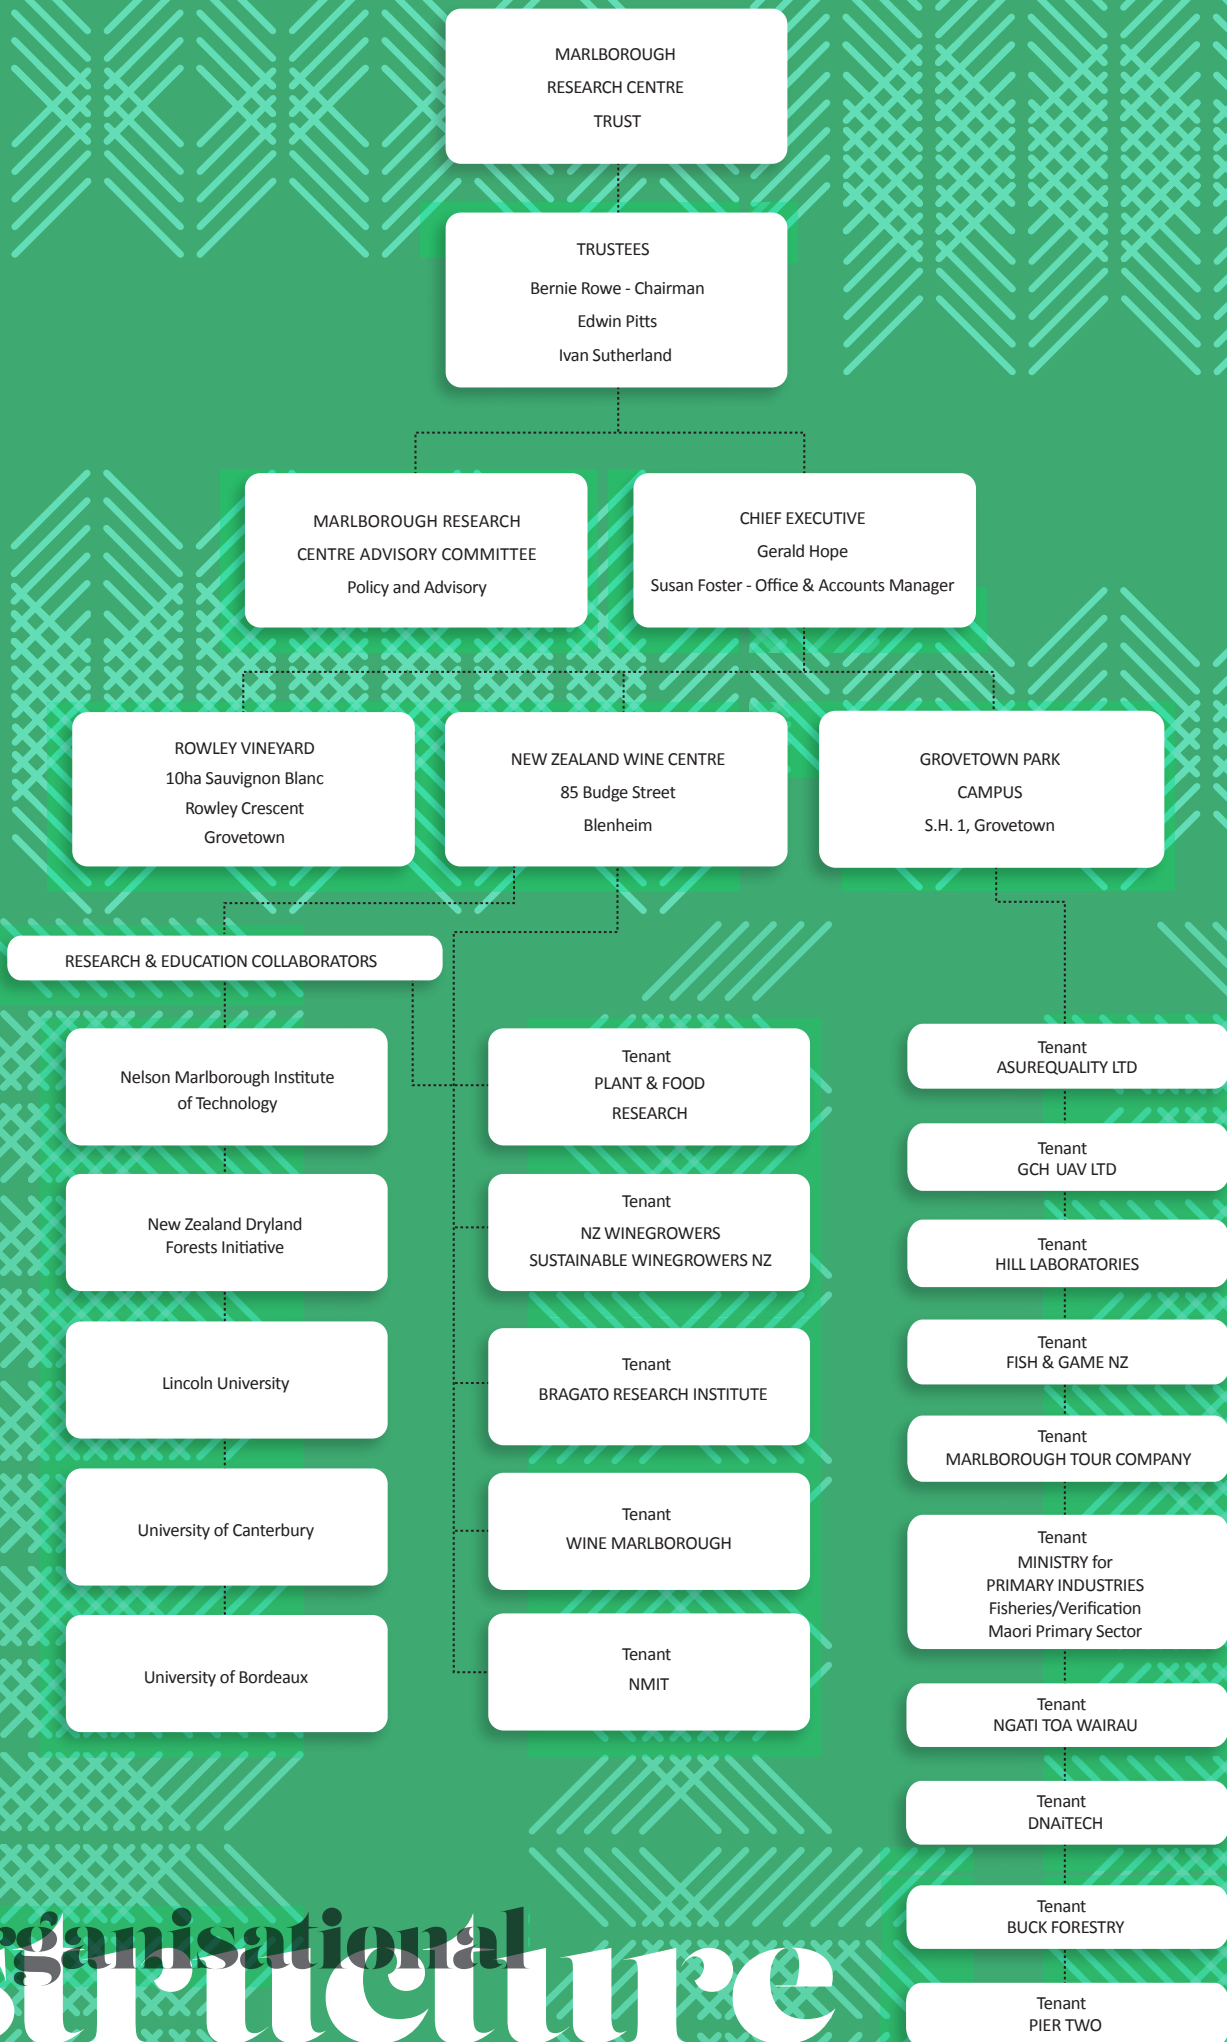 MARLBOROUGH
RESEARCH CENTRE
TRUST
TRUSTEES
Bernie Rowe - Chairman
Edwin Pitts
Ivan Sutherland
MARLBOROUGH RESEARCH
CENTRE ADVISORY COMMITTEE
Policy and Advisory
CHIEF EXECUTIVE
Gerald Hope
Susan Foster - Office & Accounts Manager
ROWLEY VINEYARD
10ha Sauvignon Blanc
Rowley Crescent
Grovetown
NEW ZEALAND WINE CENTRE
85 Budge Street
Blenheim
GROVETOWN PARK
CAMPUS
S.H. 1, Grovetown
RESEARCH & EDUCATION COLLABORATORS
Nelson Marlborough Institute
of Technology
New Zealand Dryland
Forests Initiative
Lincoln University
University of Canterbury
University of Bordeaux
Tenant
PLANT & FOOD
RESEARCH
Tenant
NZ WINEGROWERS
SUSTAINABLE WINEGROWERS NZ
Tenant
BRAGATO RESEARCH INSTITUTE
Tenant
WINE MARLBOROUGH
Tenant
NMIT
Tenant
ASUREQUALITY LTD
Tenant
GCH UAV LTD
Tenant
HILL LABORATORIES
Tenant
FISH & GAME NZ
Tenant
MARLBOROUGH TOUR COMPANY
Tenant
MINISTRY for
PRIMARY INDUSTRIES
Fisheries/Verification
Maori Primary Sector
Tenant
NGATI TOA WAIRAU
Tenant
DNAiTECH
Tenant
BUCK FORESTRY
Tenant
PIER TWO
rganisational
structure